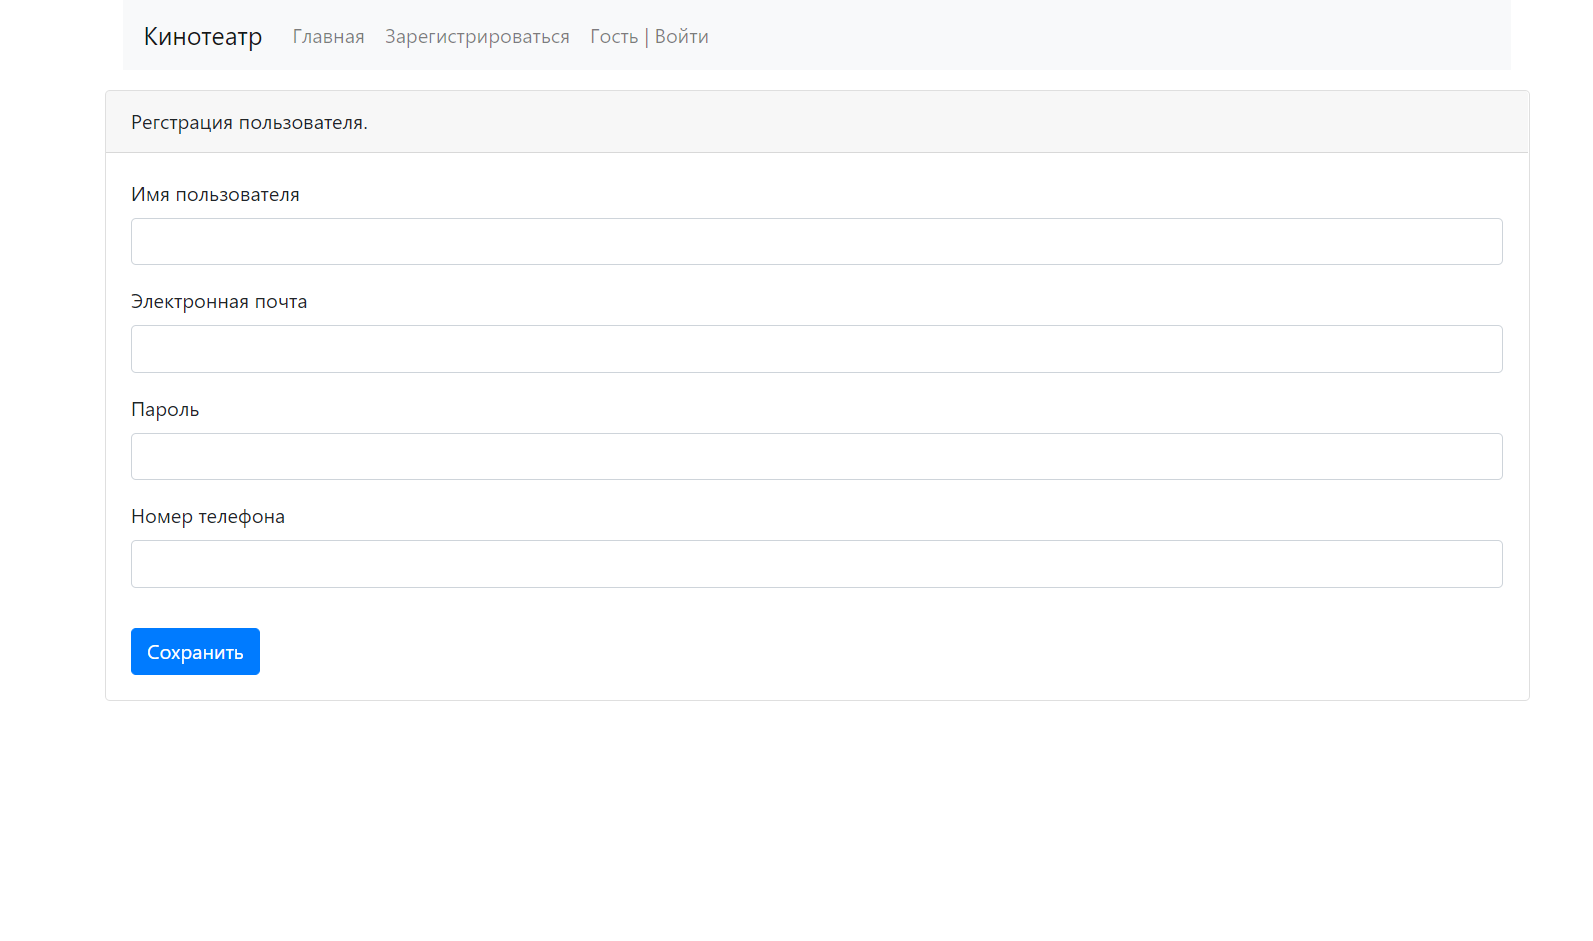 Кинотеатр Главная Зарегистрироваться Гость | Войти
Регстрация пользователя.
Имя пользователя
Электронная почта
Пароль
Номер телефона
Сохранить